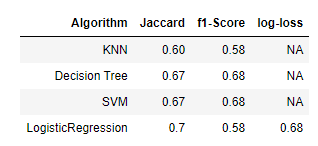 Algorithm Jaccard f1-Score log-loss
KNN 0.60 0.58 NA
Decision Tree 0.67 0.68 NA
SVM 0.67 0.68 NA
LogisticRegression 0.7 0.58 0.68